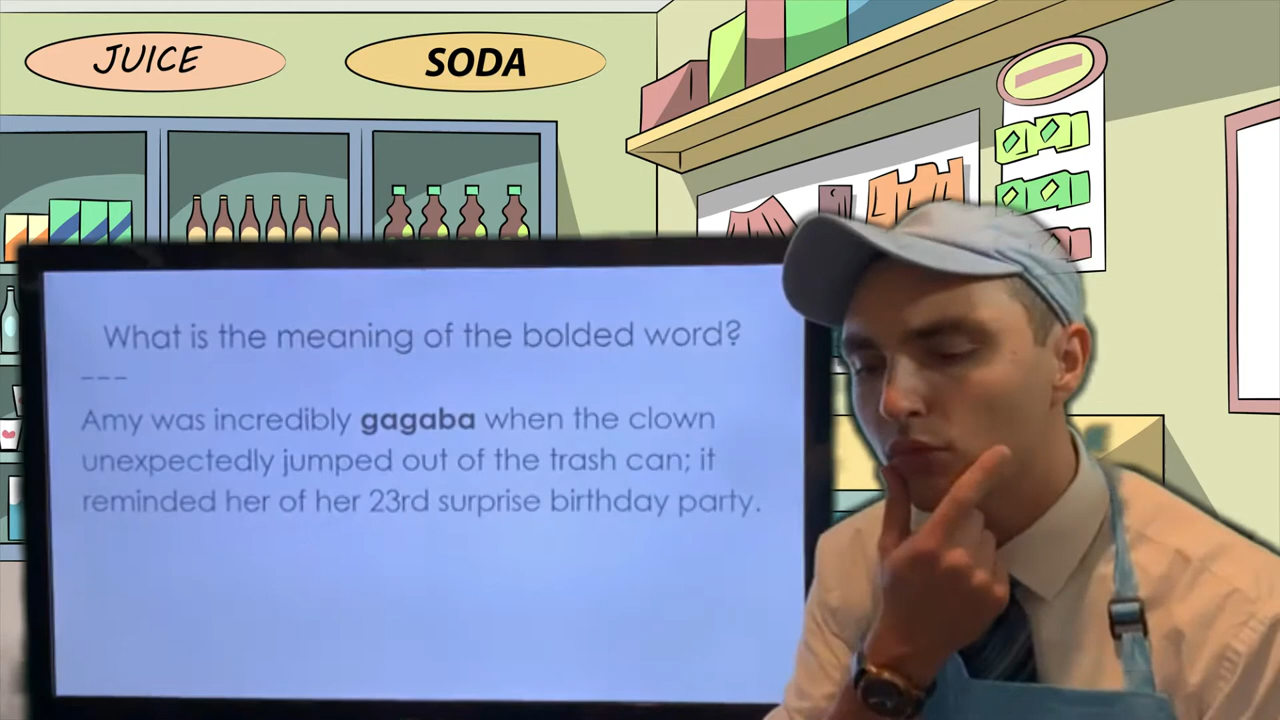 JUICE
SODA
What is the meaning of the bolded word?
---
Amy was incredibly gagaba when the clown
unexpectedly jumped out of the trash can; it
reminded her of her 23rd surprise birthday party.